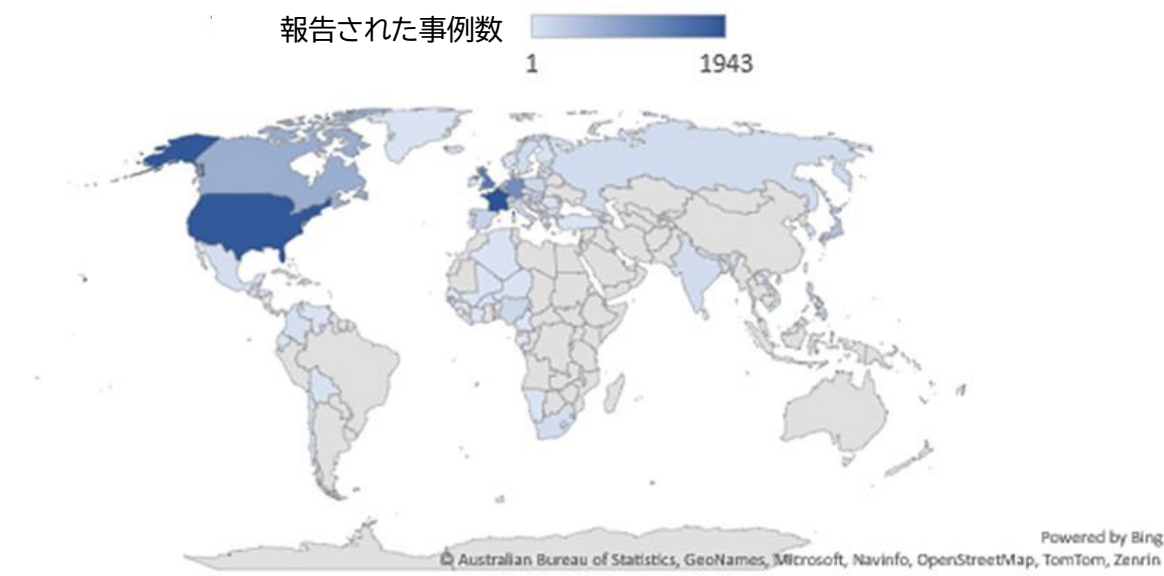 報告された事例数
1 1943
Powered by Bing
© Australian Bureau of Statistics, GeoNames, Microsoft, Navinfo, OpenStreetMap, TomTom, Zenrin